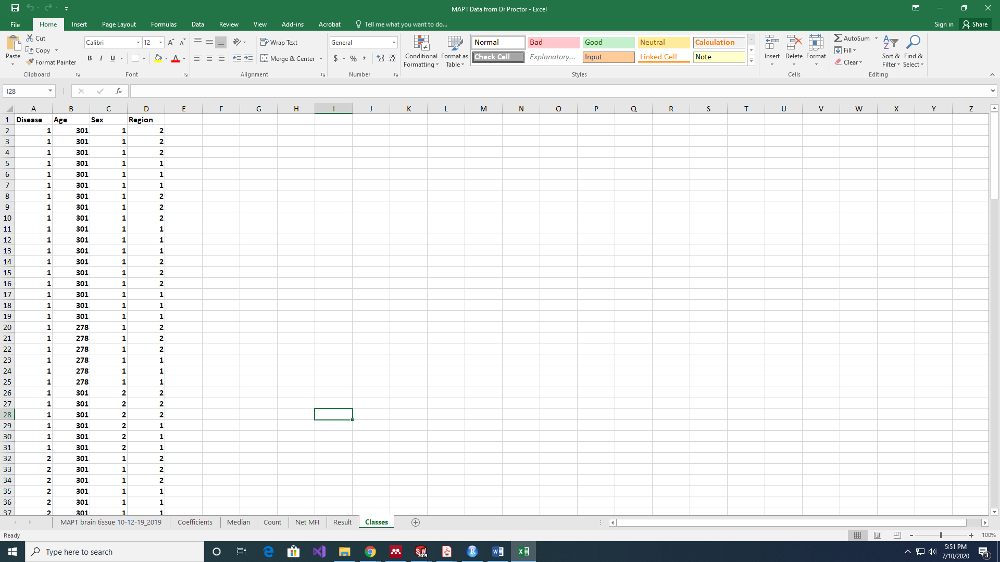 MAPT Data from Dr Proctor - Excel
File Home Insert Page Layout Formulas Data Review View Add-ins Acrobat Tell me what you want to do... Sign in Share
Paste Cut Copy Format Painter Clipboard
Calibri 12 B I U A Font
Wrap Text Merge & Center Alignment
General $ % , Number
Conditional Formatting Format as Table
Normal Bad Good Neutral Calculation
Check Cell Explanatory... Input Linked Cell Note
Styles
Insert Delete Format Cells
AutoSum Fill Clear Sort & Filter Find & Select Editing
I28 fx
A B C D E F G H I J K L M N O P Q R S T U V W X Y Z
1 Disease Age Sex Region
2 1 301 1 2
3 1 301 1 2
4 1 301 1 2
5 1 301 1 1
6 1 301 1 1
7 1 301 1 1
8 1 301 1 2
9 1 301 1 2
10 1 301 1 2
11 1 301 1 1
12 1 301 1 1
13 1 301 1 1
14 1 301 1 2
15 1 301 1 2
16 1 301 1 2
17 1 301 1 1
18 1 301 1 1
19 1 301 1 1
20 1 278 1 2
21 1 278 1 2
22 1 278 1 2
23 1 278 1 1
24 1 278 1 1
25 1 278 1 1
26 1 301 2 2
27 1 301 2 2
28 1 301 2 2
29 1 301 2 1
30 1 301 2 1
31 1 301 2 1
32 2 301 1 2
33 2 301 1 2
34 2 301 1 2
35 2 301 1 1
36 2 301 1 1
37 2 301 1 1
MAPT brain tissue 10-12-19_2019 Coefficients Median Count Net MFI Result Classes
Ready 100%
Type here to search
SW 2019
5:51 PM
7/10/2020
3